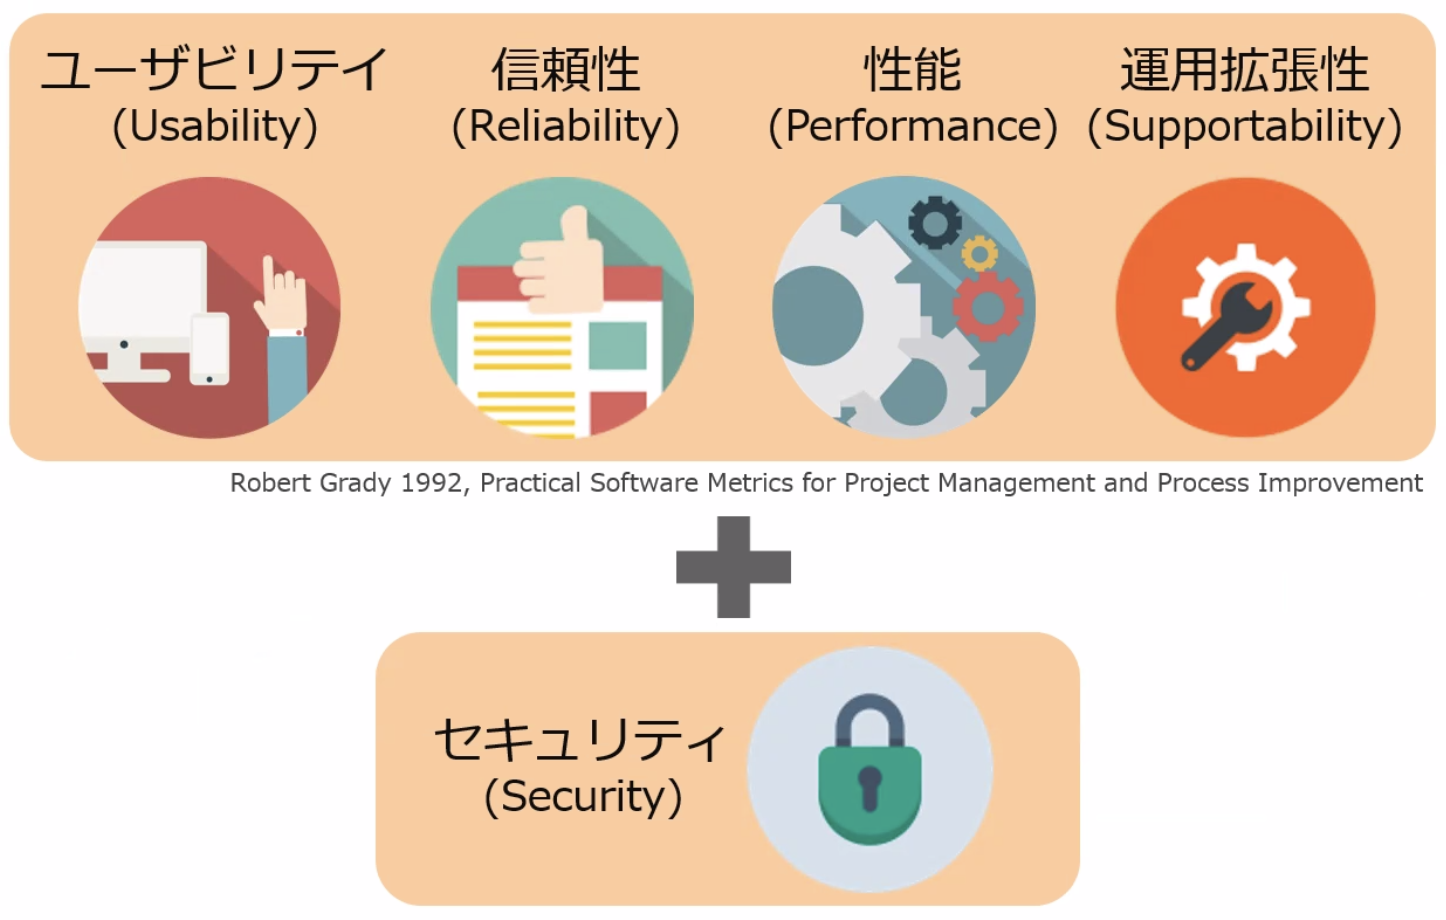 ユーザビリテイ
(Usability)
信頼性
(Reliability)
性能
(Performance)
運用拡張性
(Supportability)
Robert Grady 1992, Practical Software Metrics for Project Management and Process Improvement
セキュリティ
(Security)